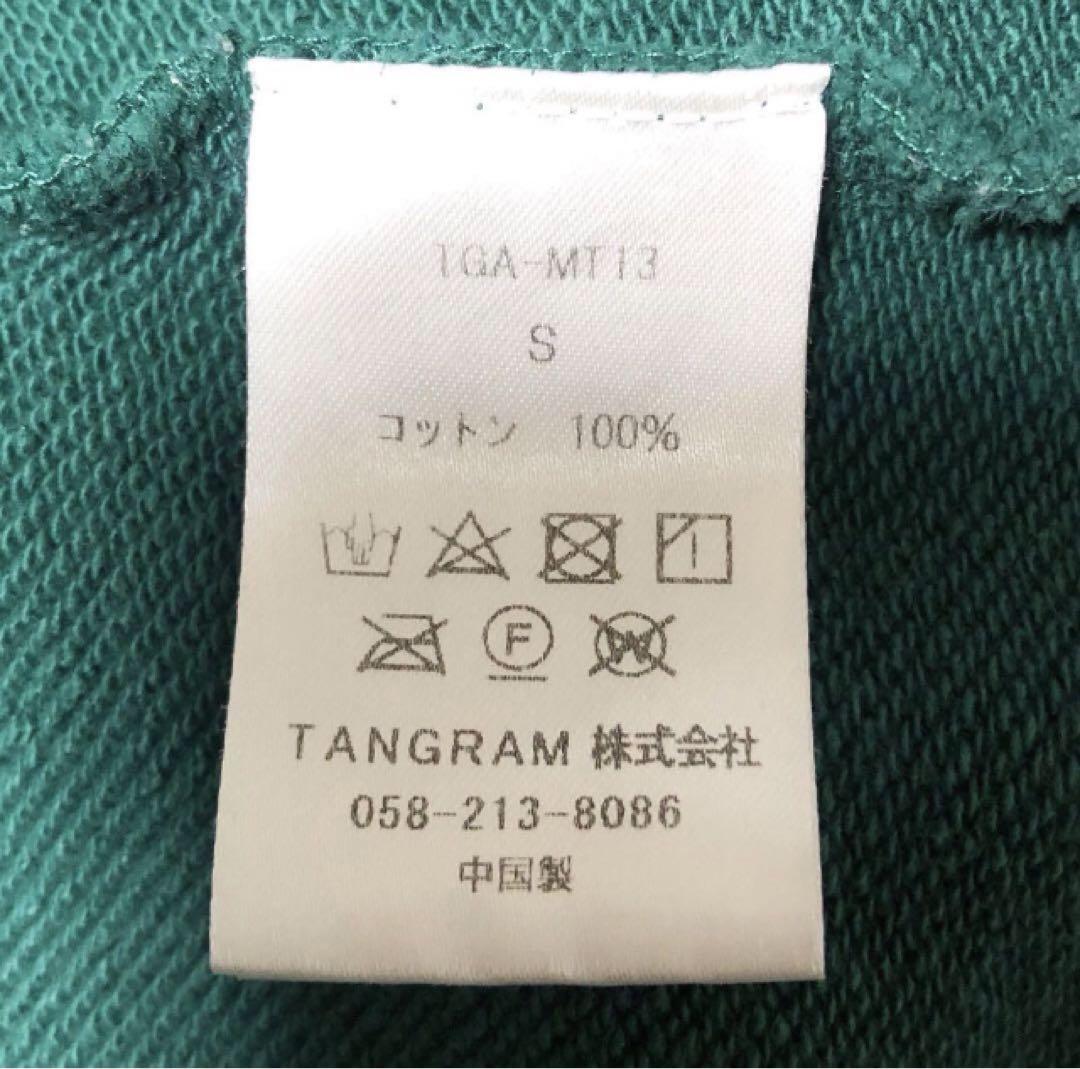 TGA-MT13
S
コットン 100%
F
W
TANGRAM 株式会社
058-213-8086
中国製